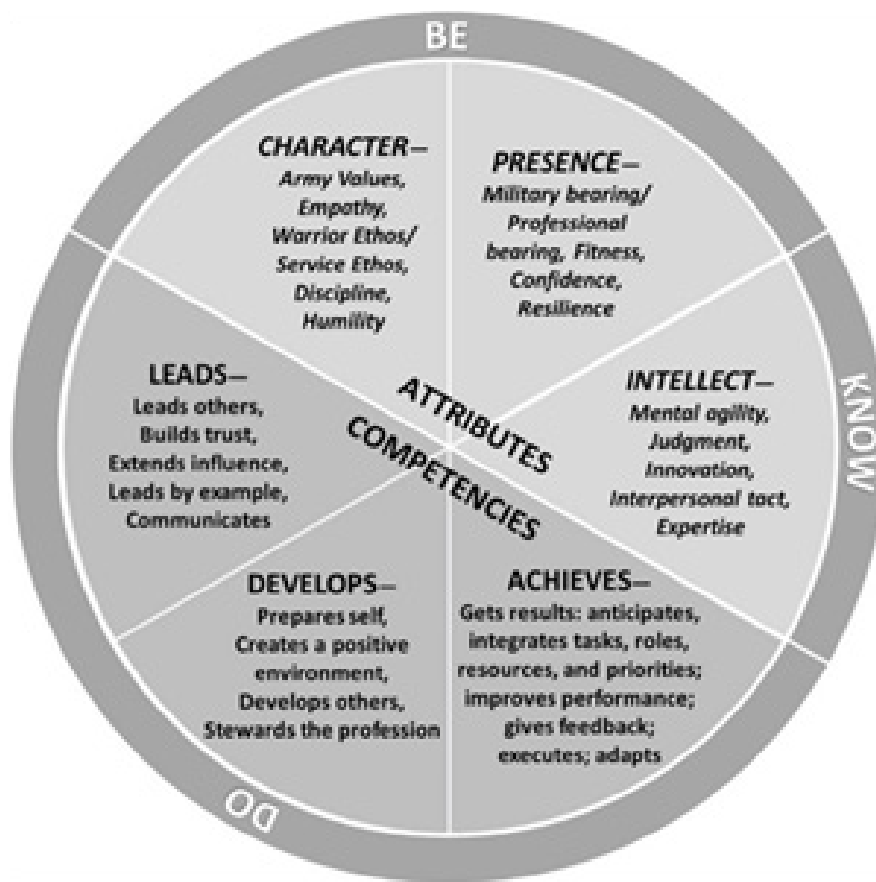 BE
CHARACTER—
Army Values,
Empathy,
Warrior Ethos/
Service Ethos,
Discipline,
Humility
PRESENCE—
Military bearing/
Professional
bearing, Fitness,
Confidence,
Resilience
KNOW
INTELLECT—
Mental agility,
Judgment,
Innovation,
Interpersonal tact,
Expertise
ATTRIBUTES
COMPETENCIES
LEADS—
Leads others,
Builds trust,
Extends influence,
Leads by example,
Communicates
DEVELOPS—
Prepares self,
Creates a positive
environment,
Develops others,
Stewards the profession
ACHIEVES—
Gets results: anticipates,
integrates tasks, roles,
resources, and priorities;
improves performance;
gives feedback;
executes; adapts
DO